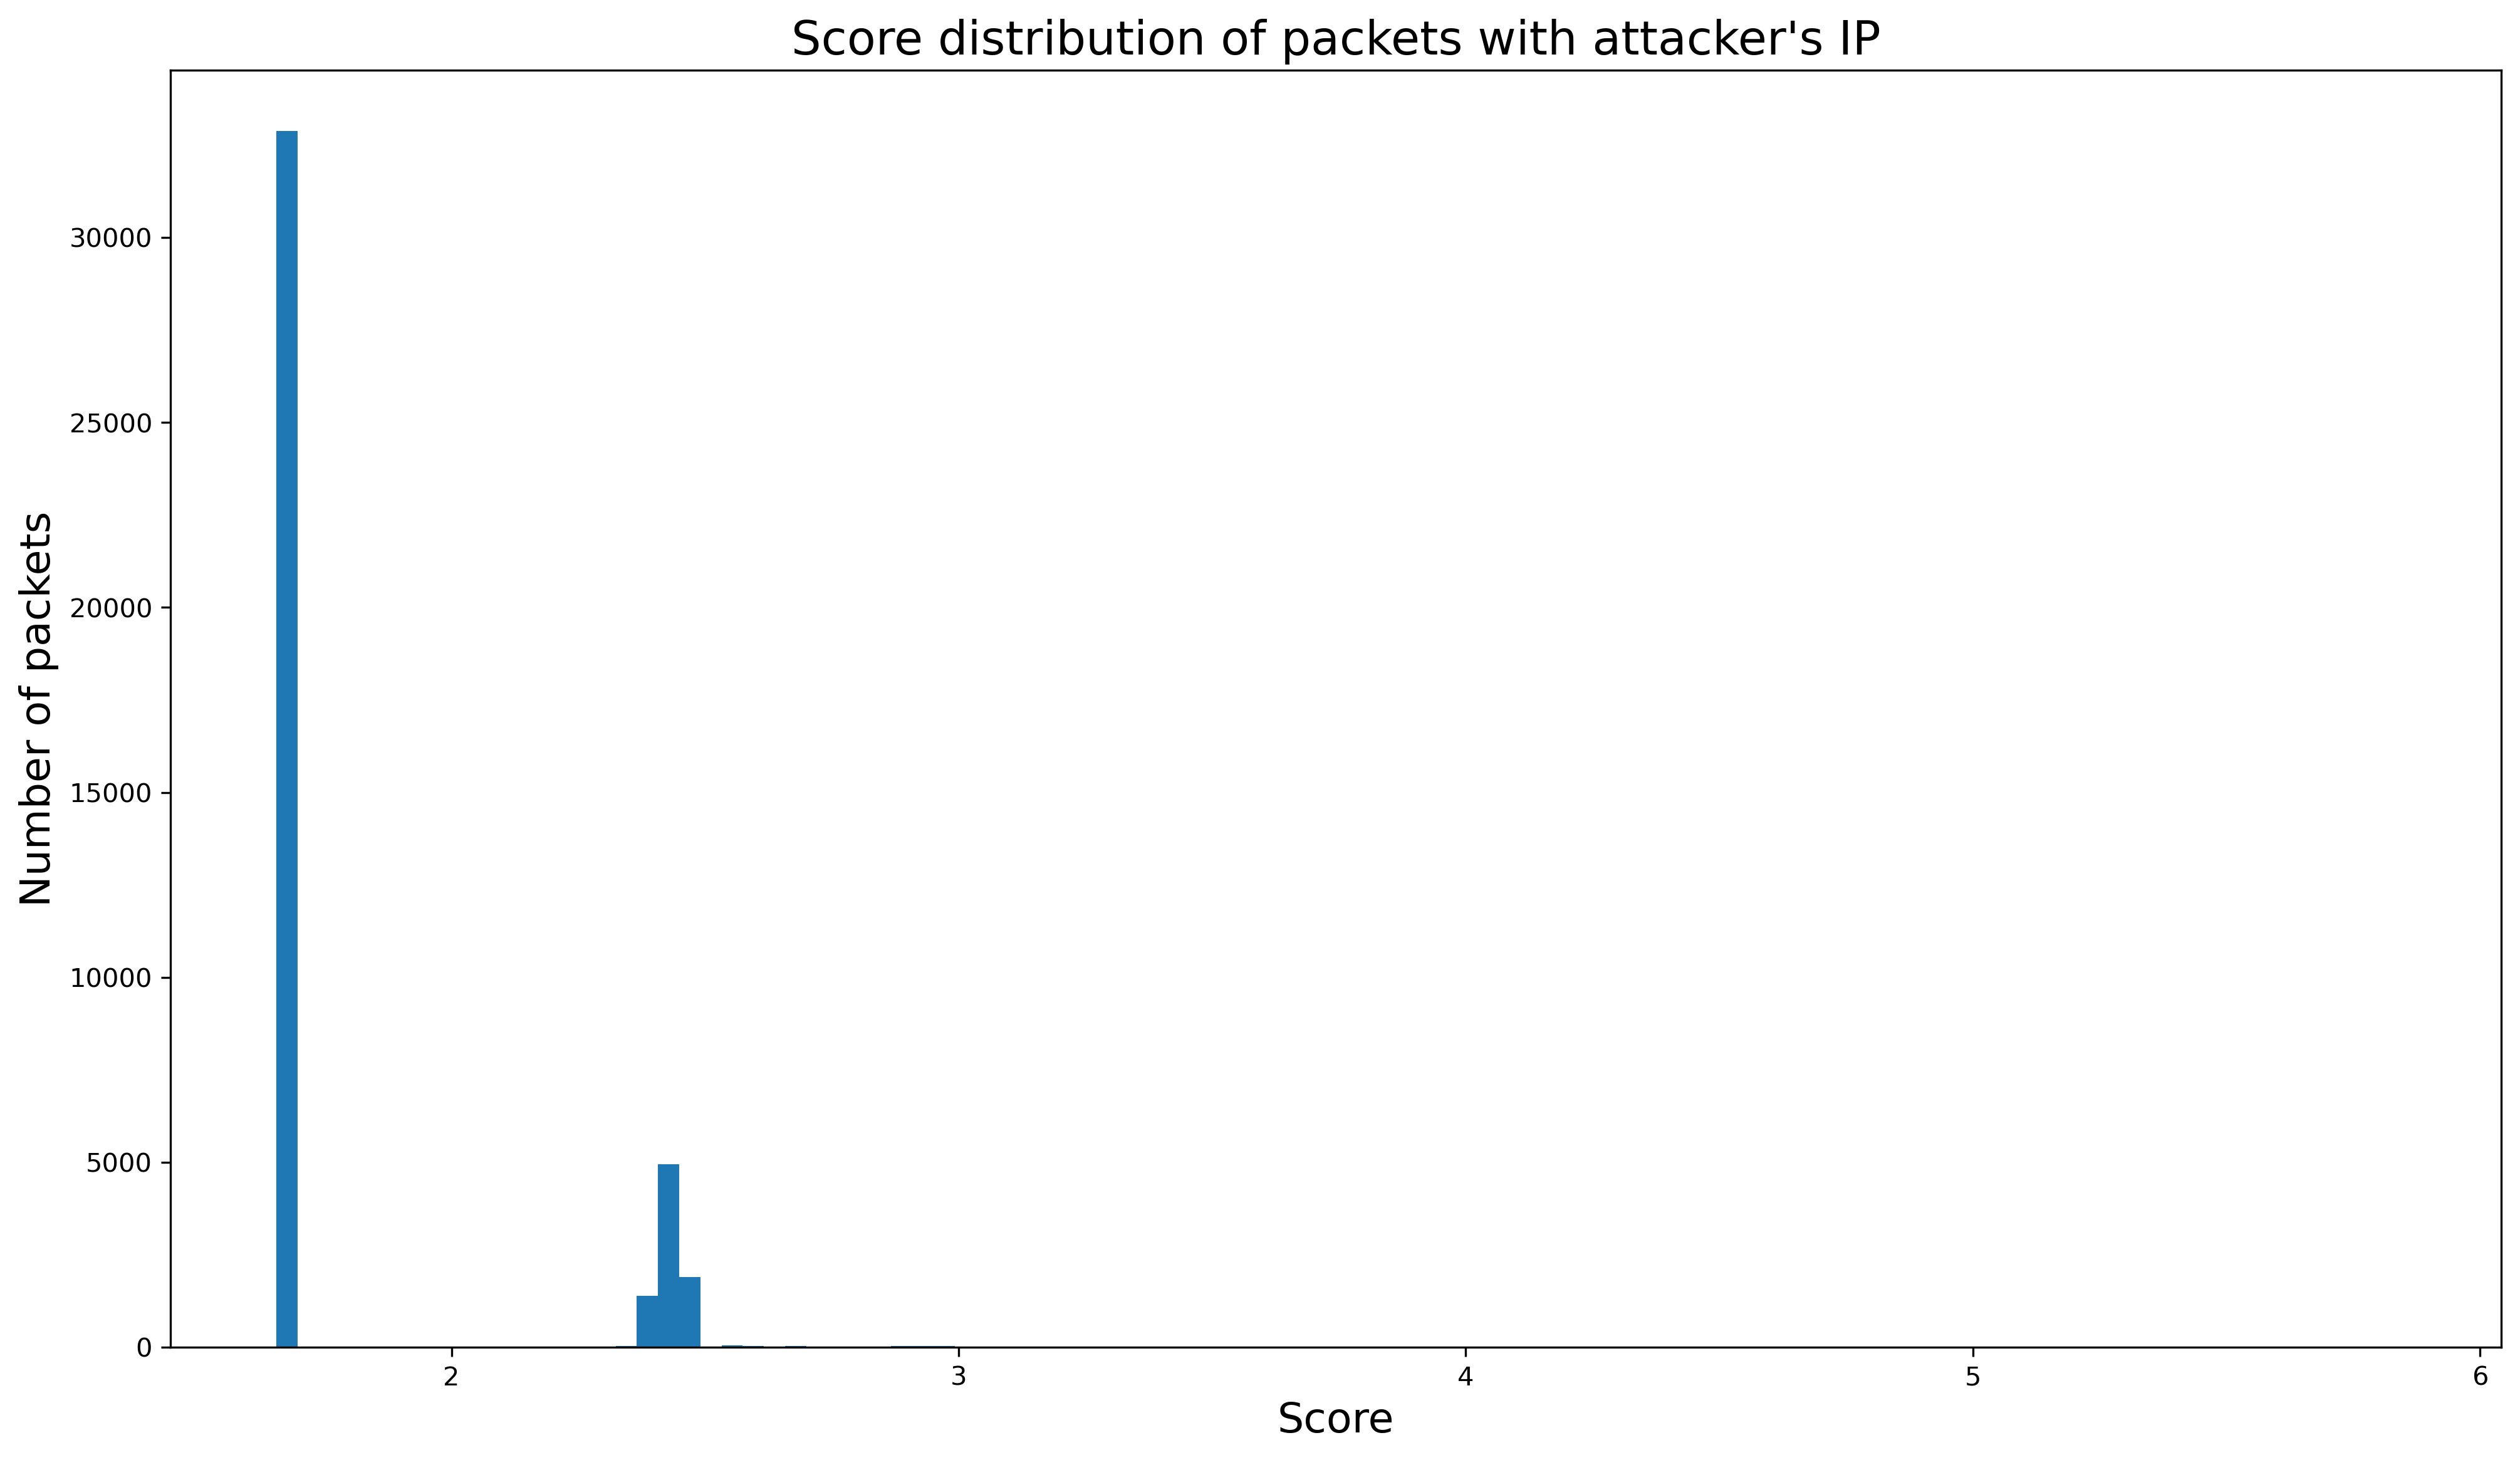 Score distribution of packets with attacker's IP
Number of packets
30000
25000
20000
15000
10000
5000
0
2 3 4 5 6
Score